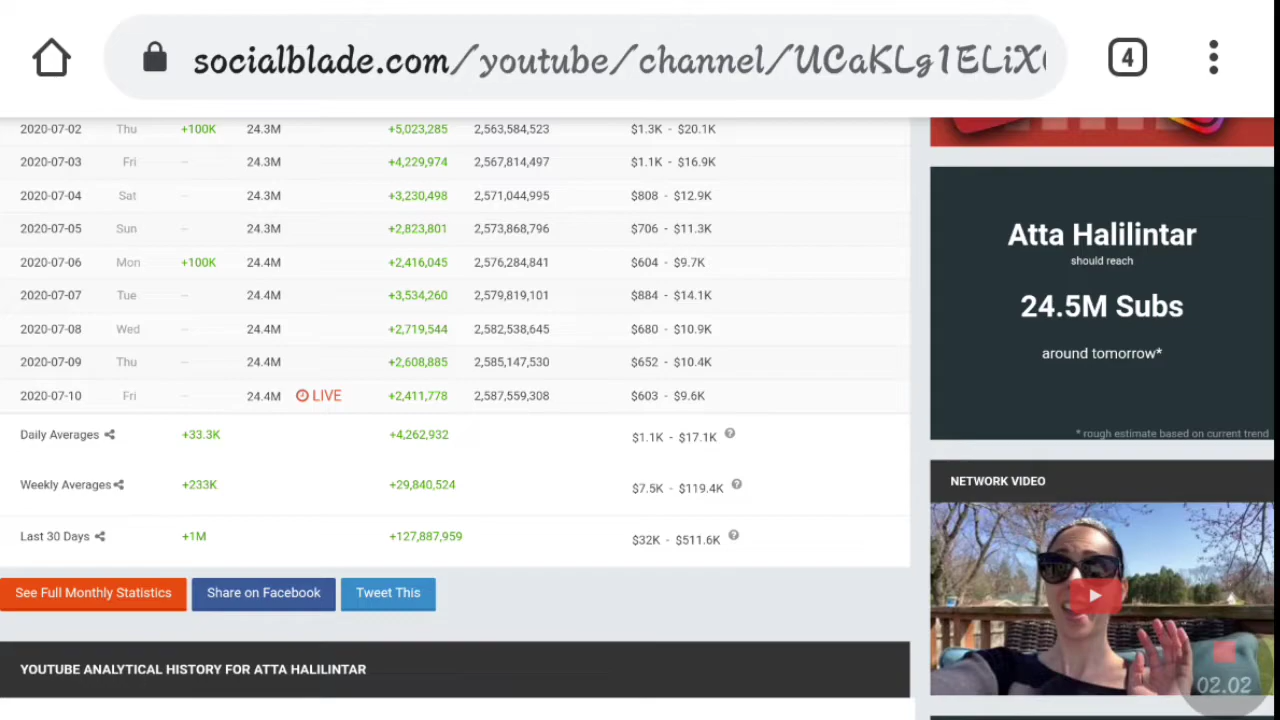 socialblade.com/youtube/channel/UCaKLg1ELiX
4
2020-07-02 Thu +100K 24.3M +5,023,285 2,563,584,523 $1.3K - $20.1K
2020-07-03 Fri -- 24.3M +4,229,974 2,567,814,497 $1.1K - $16.9K
2020-07-04 Sat -- 24.3M +3,230,498 2,571,044,995 $808 - $12.9K
2020-07-05 Sun -- 24.3M +2,823,801 2,573,868,796 $706 - $11.3K
2020-07-06 Mon +100K 24.4M +2,416,045 2,576,284,841 $604 - $9.7K
2020-07-07 Tue -- 24.4M +3,534,260 2,579,819,101 $884 - $14.1K
2020-07-08 Wed -- 24.4M +2,719,544 2,582,538,645 $680 - $10.9K
2020-07-09 Thu -- 24.4M +2,608,885 2,585,147,530 $652 - $10.4K
2020-07-10 Fri -- 24.4M LIVE +2,411,778 2,587,559,308 $603 - $9.6K
Daily Averages +33.3K +4,262,932 $1.1K - $17.1K
Weekly Averages +233K +29,840,524 $7.5K - $119.4K
Last 30 Days +1M +127,887,959 $32K - $511.6K
See Full Monthly Statistics Share on Facebook Tweet This
YOUTUBE ANALYTICAL HISTORY FOR ATTA HALILINTAR
Atta Halilintar
should reach
24.5M Subs
around tomorrow*
* rough estimate based on current trend
NETWORK VIDEO
02.02